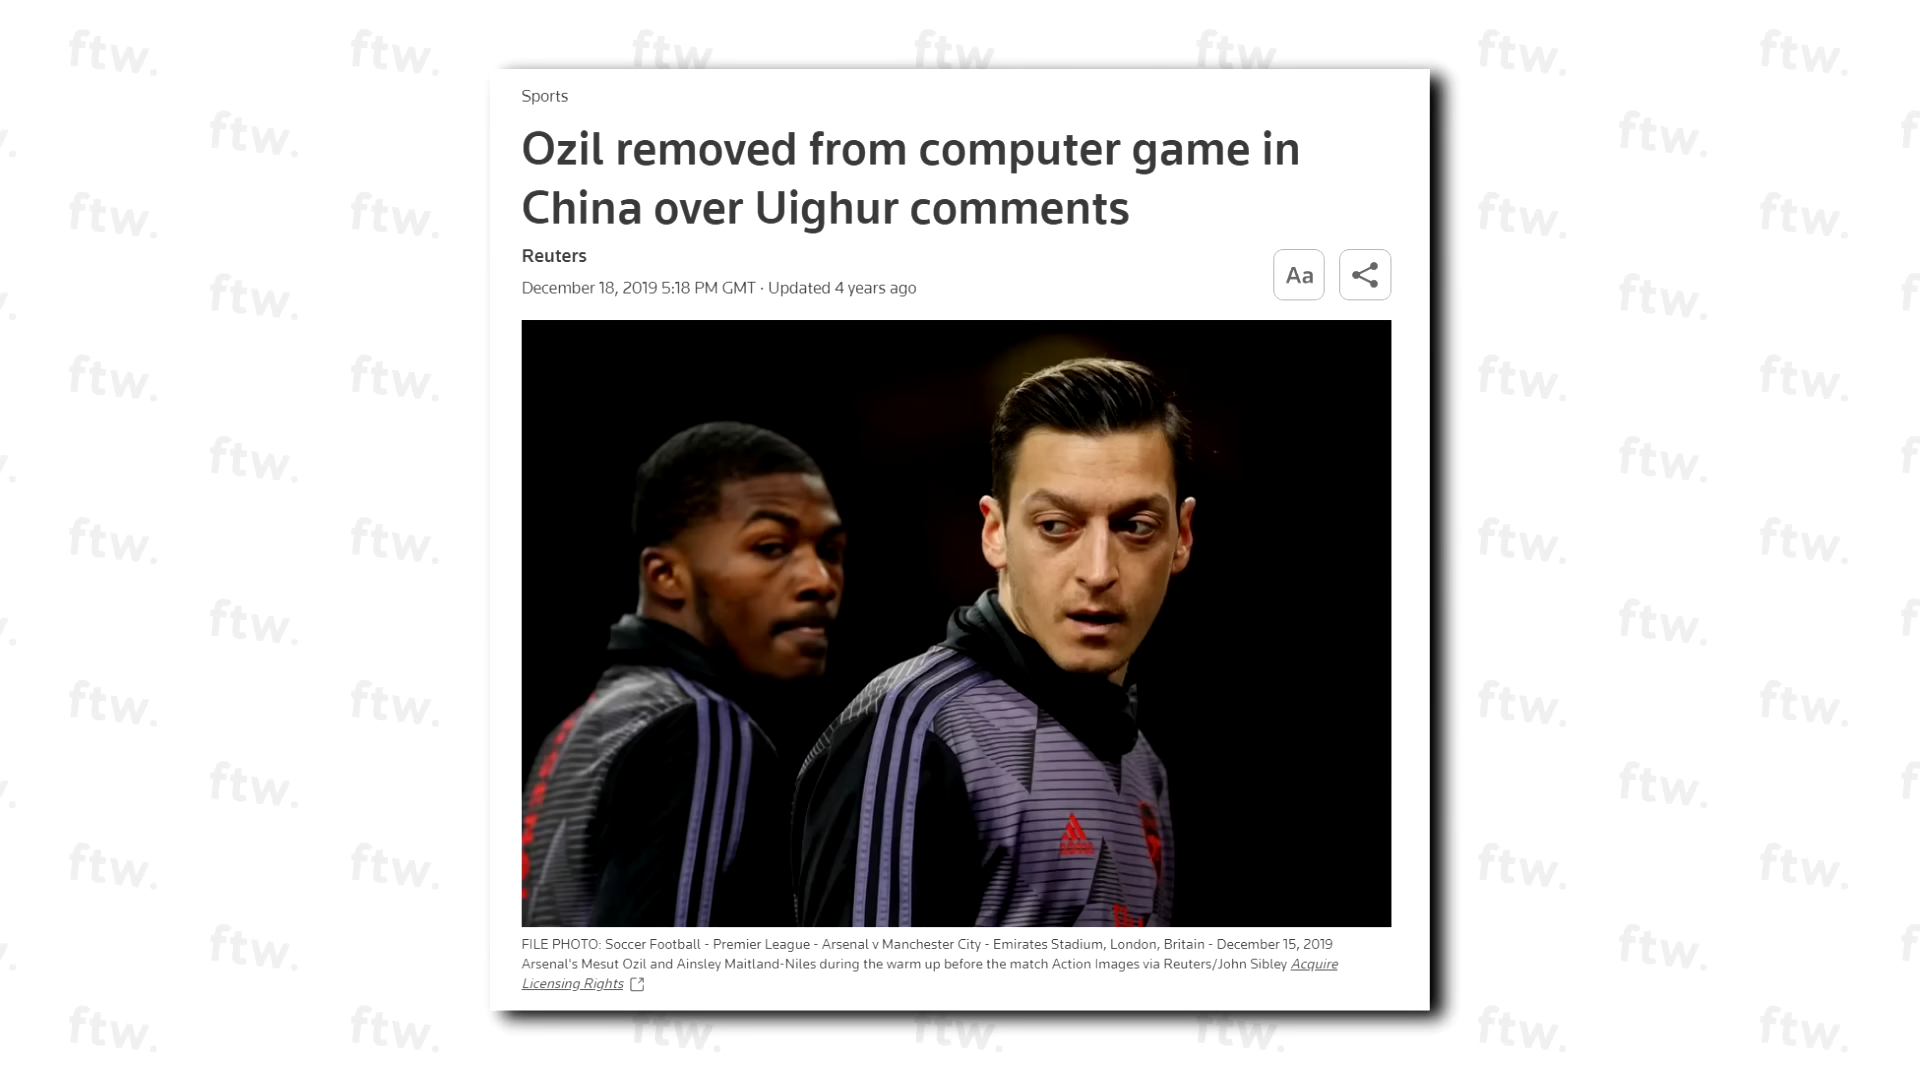 Sports
Ozil removed from computer game in
China over Uighur comments
Reuters
December 18, 2019 5:18 PM GMT · Updated 4 years ago
Aa
FILE PHOTO: Soccer Football - Premier League - Arsenal v Manchester City - Emirates Stadium, London, Britain - December 15, 2019
Arsenal's Mesut Ozil and Ainsley Maitland-Niles during the warm up before the match Action Images via Reuters/John Sibley Acquire
Licensing Rights
ftw.